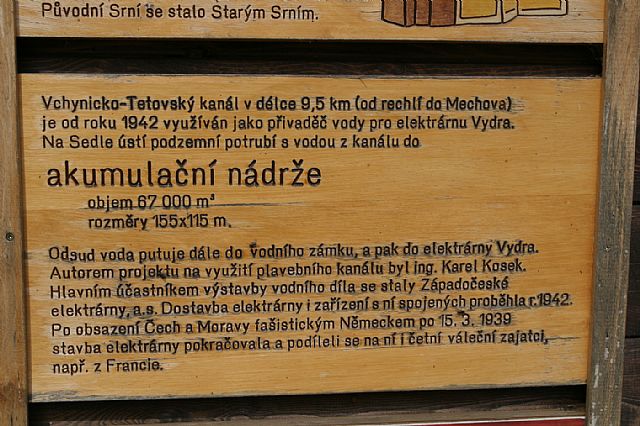 Původní Srní se stalo Starým Srním.
Vchynicko-Tetovský kanál v délce 9,5 km (od rechlí do Mechova)
je od roku 1942 využíván jako přivaděč vody pro elektrárnu Vydra.
Na Sedle ústí podzemní potrubí s vodou z kanálu do
akumulační nádrže
objem 67 000 m³
rozměry 155x115 m.
Odsud voda putuje dále do vodního zámku, a pak do elektrárny Vydra.
Autorem projektu na využití plavebního kanálu byl ing. Karel Kosek.
Hlavním účastníkem výstavby vodního díla se staly Západočeské
elektrárny, a.s. Dostavba elektrárny i zařízení s ní spojených proběhla r.1942.
Po obsazení Čech a Moravy fašistickým Německem po 15. 3. 1939
stavba elektrárny pokračovala a podíleli se na ní i četní váleční zajatci,
např. z Francie.